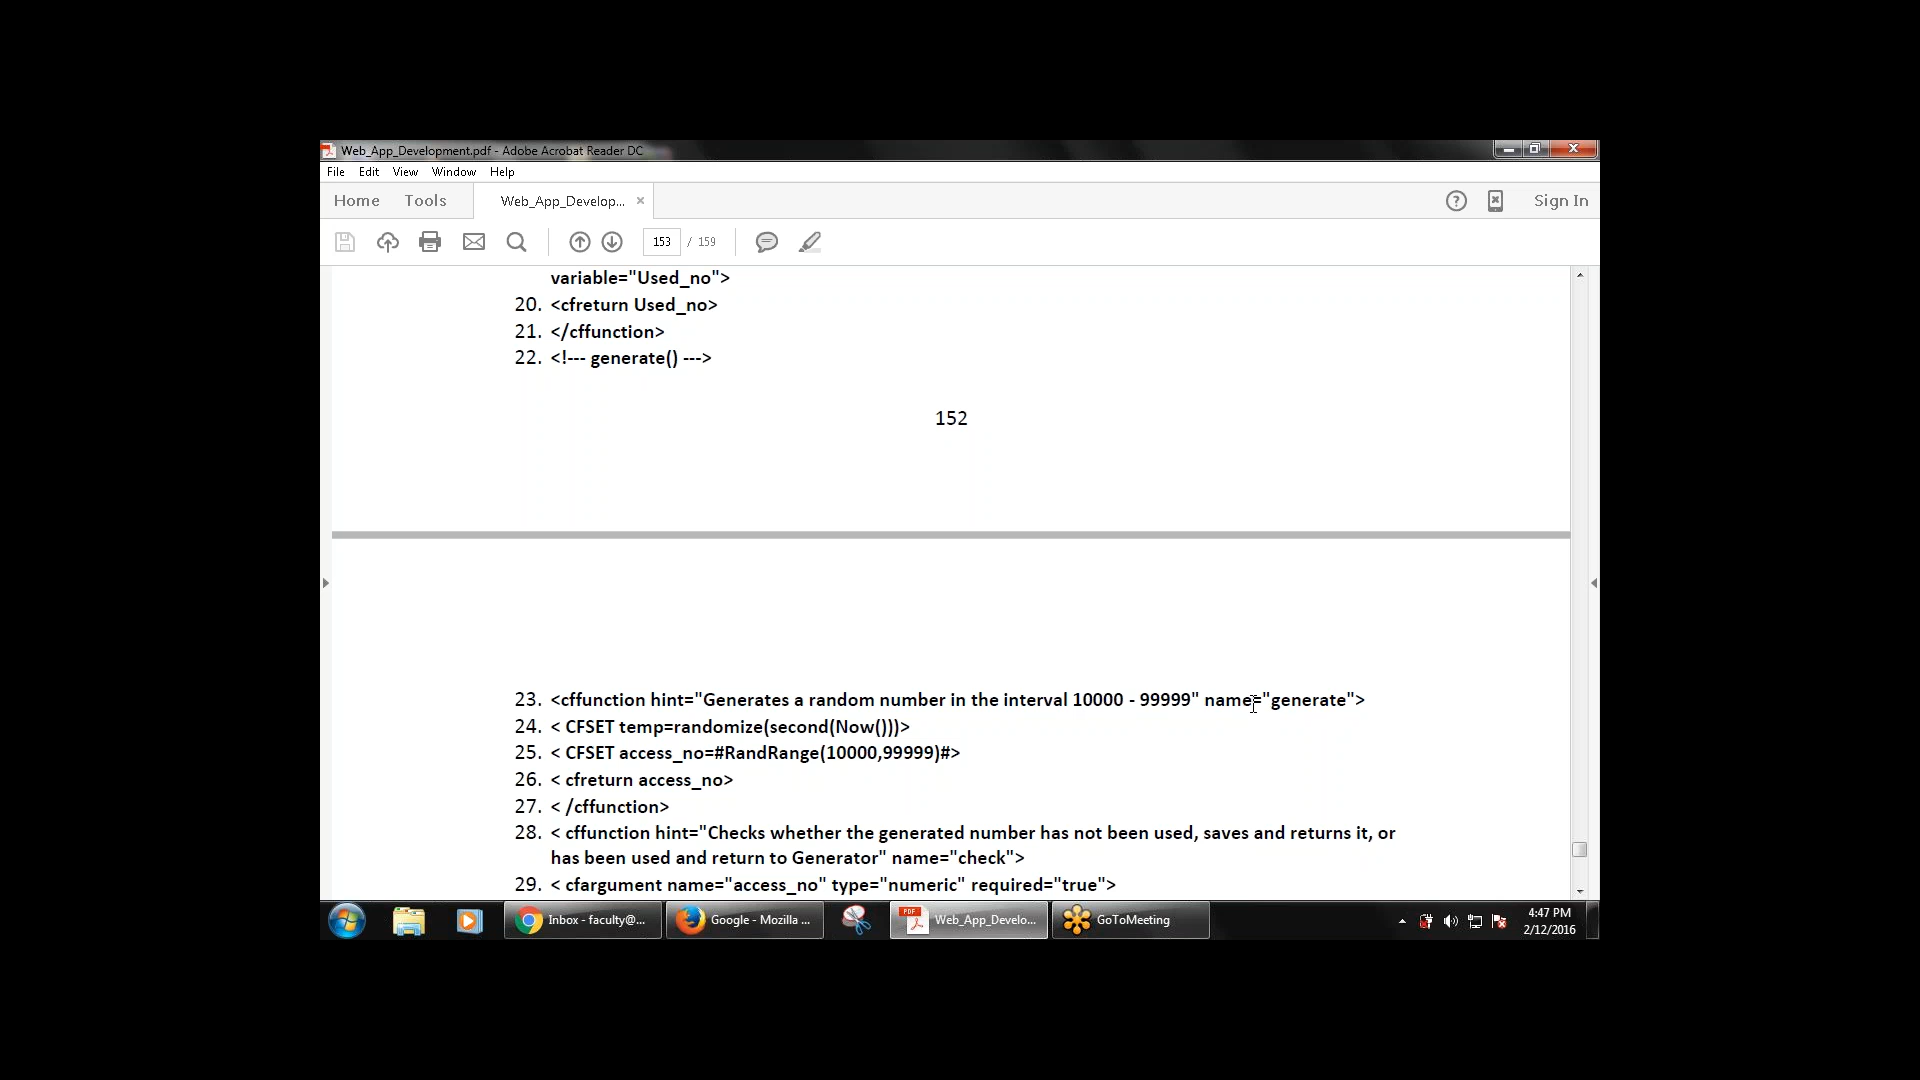 Web_App_Development.pdf - Adobe Acrobat Reader DC
File Edit View Window Help
Home Tools Web_App_Develop... × Sign In
153 / 159
variable="Used_no">
20. <cfreturn Used_no>
21. </cffunction>
22. <!--- generate() --->
152
23. <cffunction hint="Generates a random number in the interval 10000 - 99999" name="generate">
24. < CFSET temp=randomize(second(Now()))>
25. < CFSET access_no=#RandRange(10000,99999)#>
26. < cfreturn access_no>
27. < /cffunction>
28. < cffunction hint="Checks whether the generated number has not been used, saves and returns it, or
has been used and return to Generator" name="check">
29. < cfargument name="access_no" type="numeric" required="true">
Inbox - faculty@... Google - Mozilla ... PDF Web_App_Develo... GoToMeeting 4:47 PM
2/12/2016